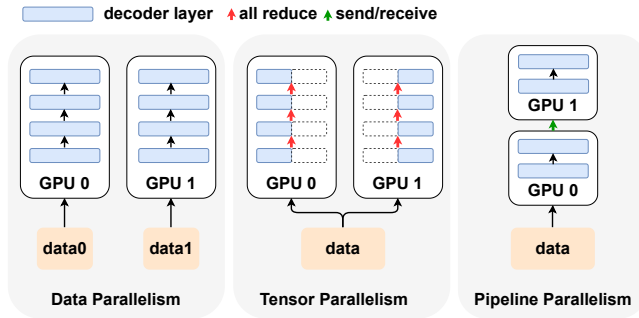 decoder layer all reduce send/receive
GPU 0 GPU 1
data0 data1
Data Parallelism
GPU 0 GPU 1
data
Tensor Parallelism
GPU 1
GPU 0
data
Pipeline Parallelism